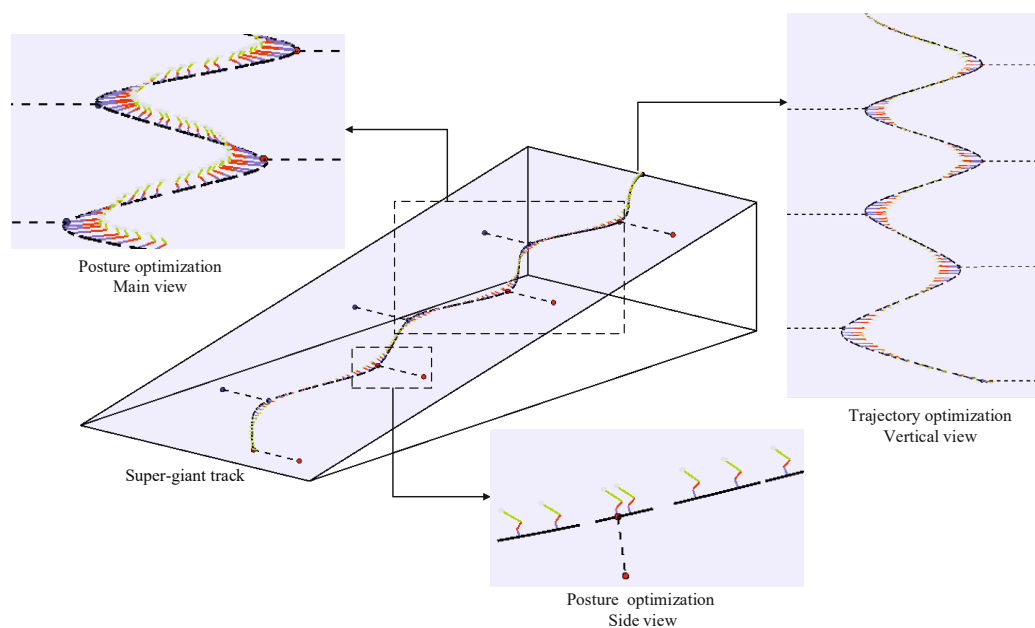 Posture optimization
Main view
Trajectory optimization
Vertical view
Super-giant track
Posture optimization
Side view